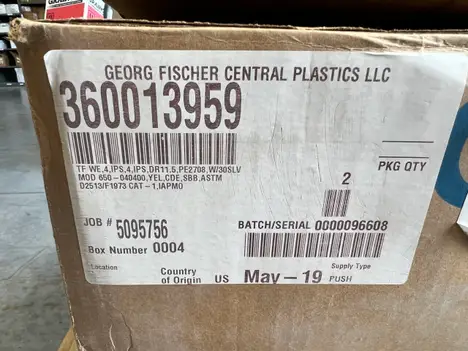 GEORG FISCHER CENTRAL PLASTICS LLC
360013959
TF WE,4,IPS,4,IPS,DR11.5,PE2708,W/30SLV
MOD 650-040400,YEL,CDE,SBB,ASTM
D2513/F1973 CAT-1,IAPMO
PKG QTY
2
JOB # 5095756
BATCH/SERIAL 0000096608
Box Number 0004
Location
Country of Origin US
May-19
Supply Type
PUSH